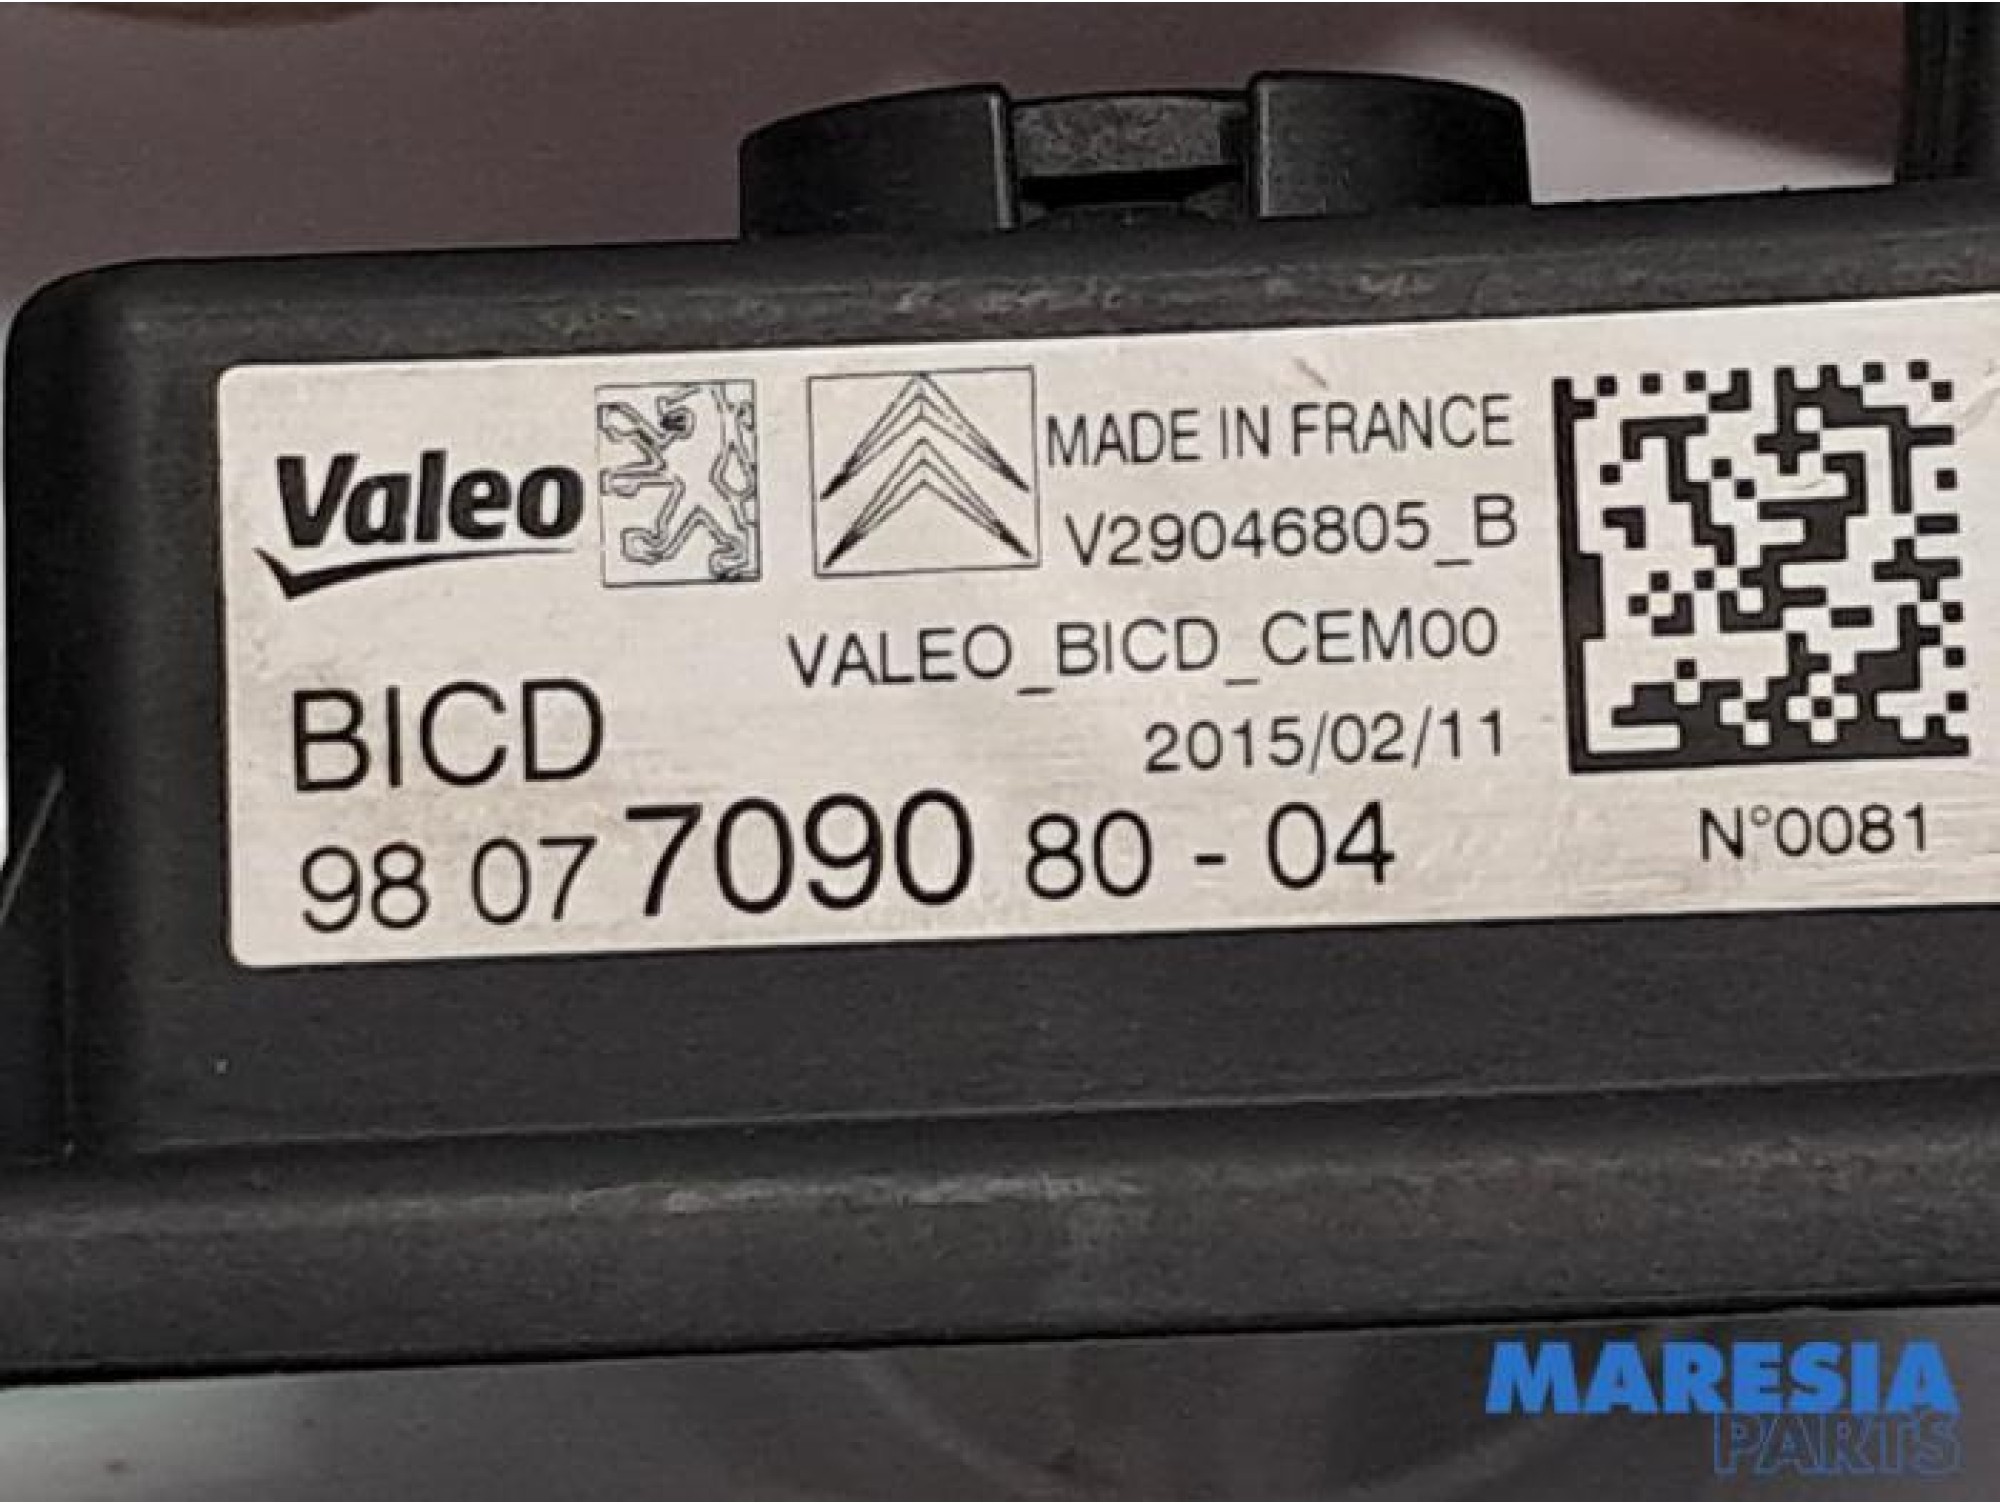 Valeo
MADE IN FRANCE
V29046805_B
VALEO_BICD_CEM00
BICD
2015/02/11
98 07 7090 80 - 04
N°0081
MARESIA
PARTS